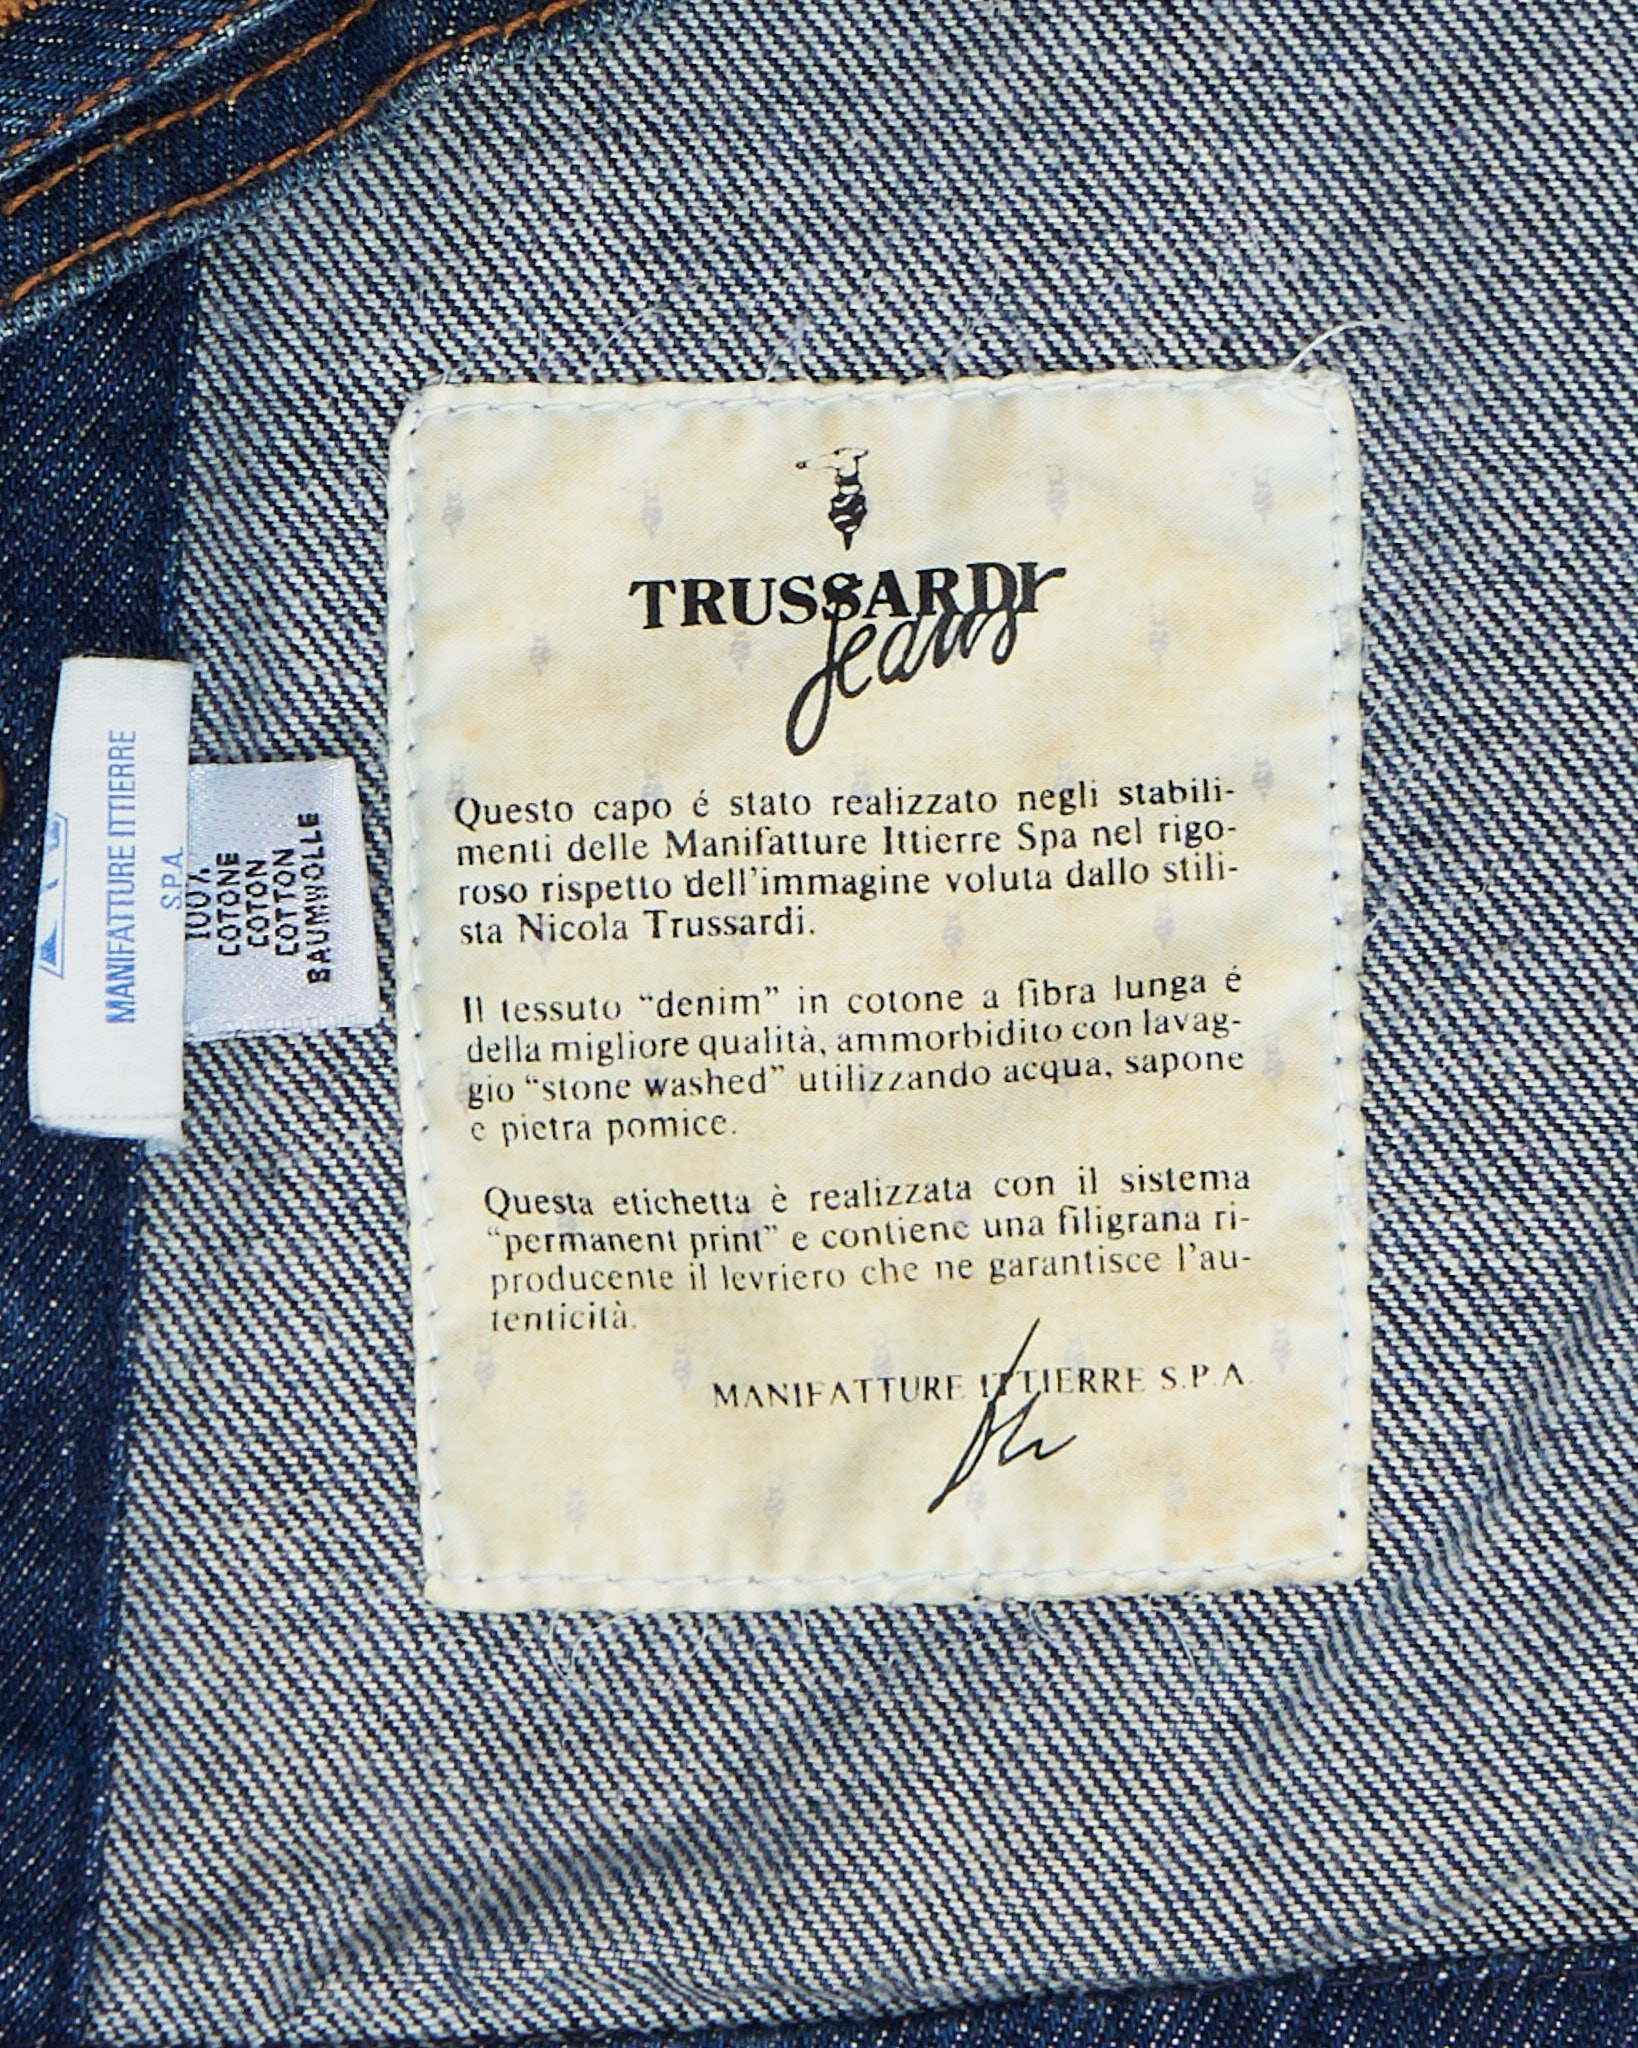 TRUSSARDI
Jeans
Questo capo é stato realizzato negli stabili-
menti delle Manifatture Ittierre Spa nel rigo-
roso rispetto dell'immagine voluta dallo stili-
sta Nicola Trussardi.
Il tessuto “denim” in cotone a fibra lunga é
della migliore qualità, ammorbidito con lavag-
gio “stone washed” utilizzando acqua, sapone
e pietra pomice.
Questa etichetta è realizzata con il sistema
“permanent print” e contiene una filigrana ri-
producente il levriero che ne garantisce l'au-
tenticità.
MANIFATTURE ITTIERRE S.P.A.
MANIFATTURE ITTIERRE
S.P.A.
100%
COTONE
COTON
COTTON
BAUMWOLLE